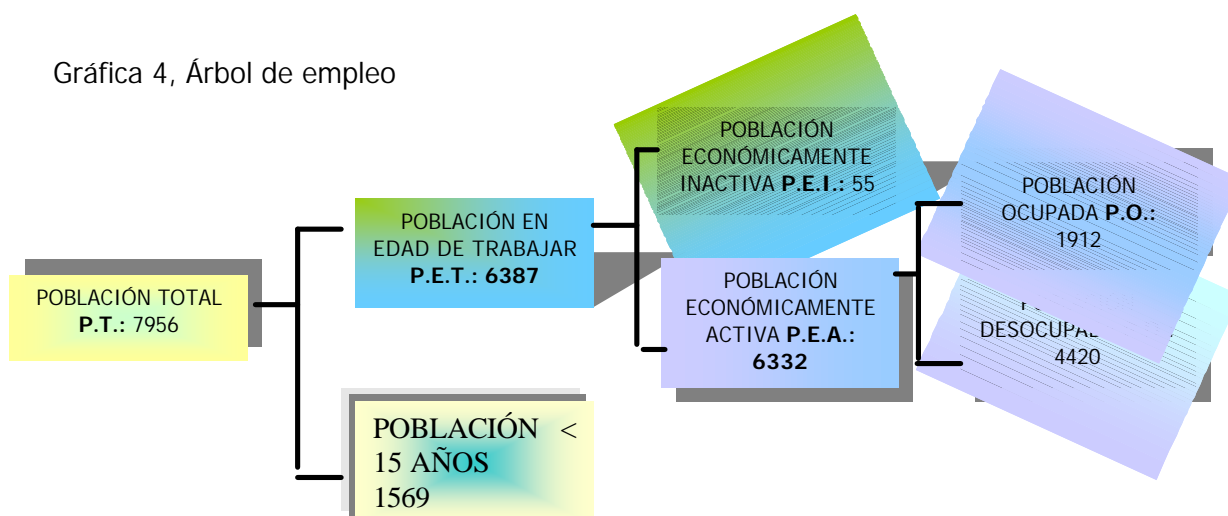 Gráfica 4, Árbol de empleo
POBLACIÓN TOTAL
P.T.: 7956
POBLACIÓN EN
EDAD DE TRABAJAR
P.E.T.: 6387
POBLACIÓN <
15 AÑOS
1569
POBLACIÓN
ECONÓMICAMENTE
INACTIVA P.E.I.: 55
POBLACIÓN
ECONÓMICAMENTE
ACTIVA P.E.A.:
6332
POBLACIÓN
OCUPADA P.O.:
1912
4420